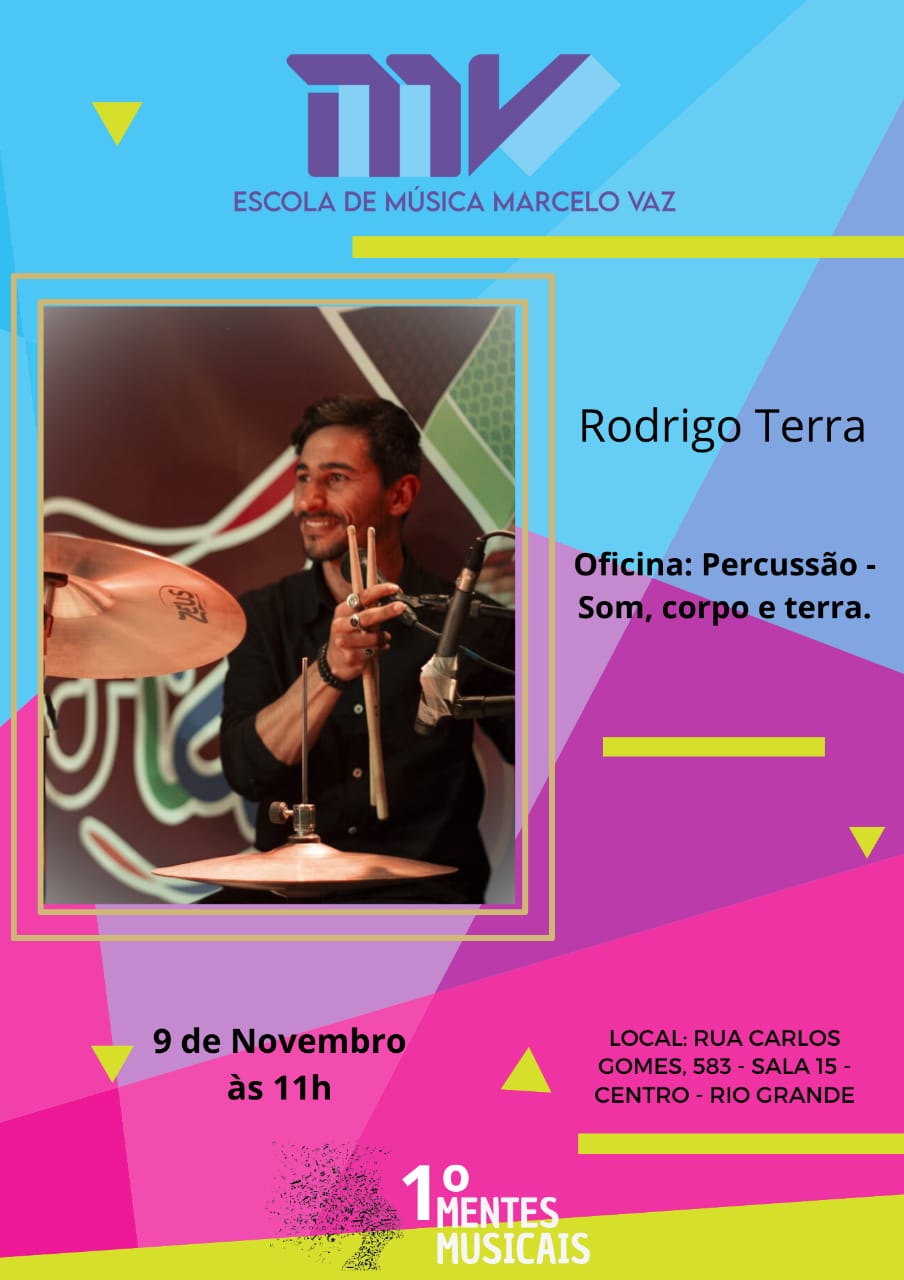 ESCOLA DE MÚSICA MARCELO VAZ
Rodrigo Terra
Oficina: Percussão -
Som, corpo e terra.
ZEUS
9 de Novembro
às 11h
LOCAL: RUA CARLOS
GOMES, 583 - SALA 15 -
CENTRO - RIO GRANDE
1º
MENTES
MUSICAIS